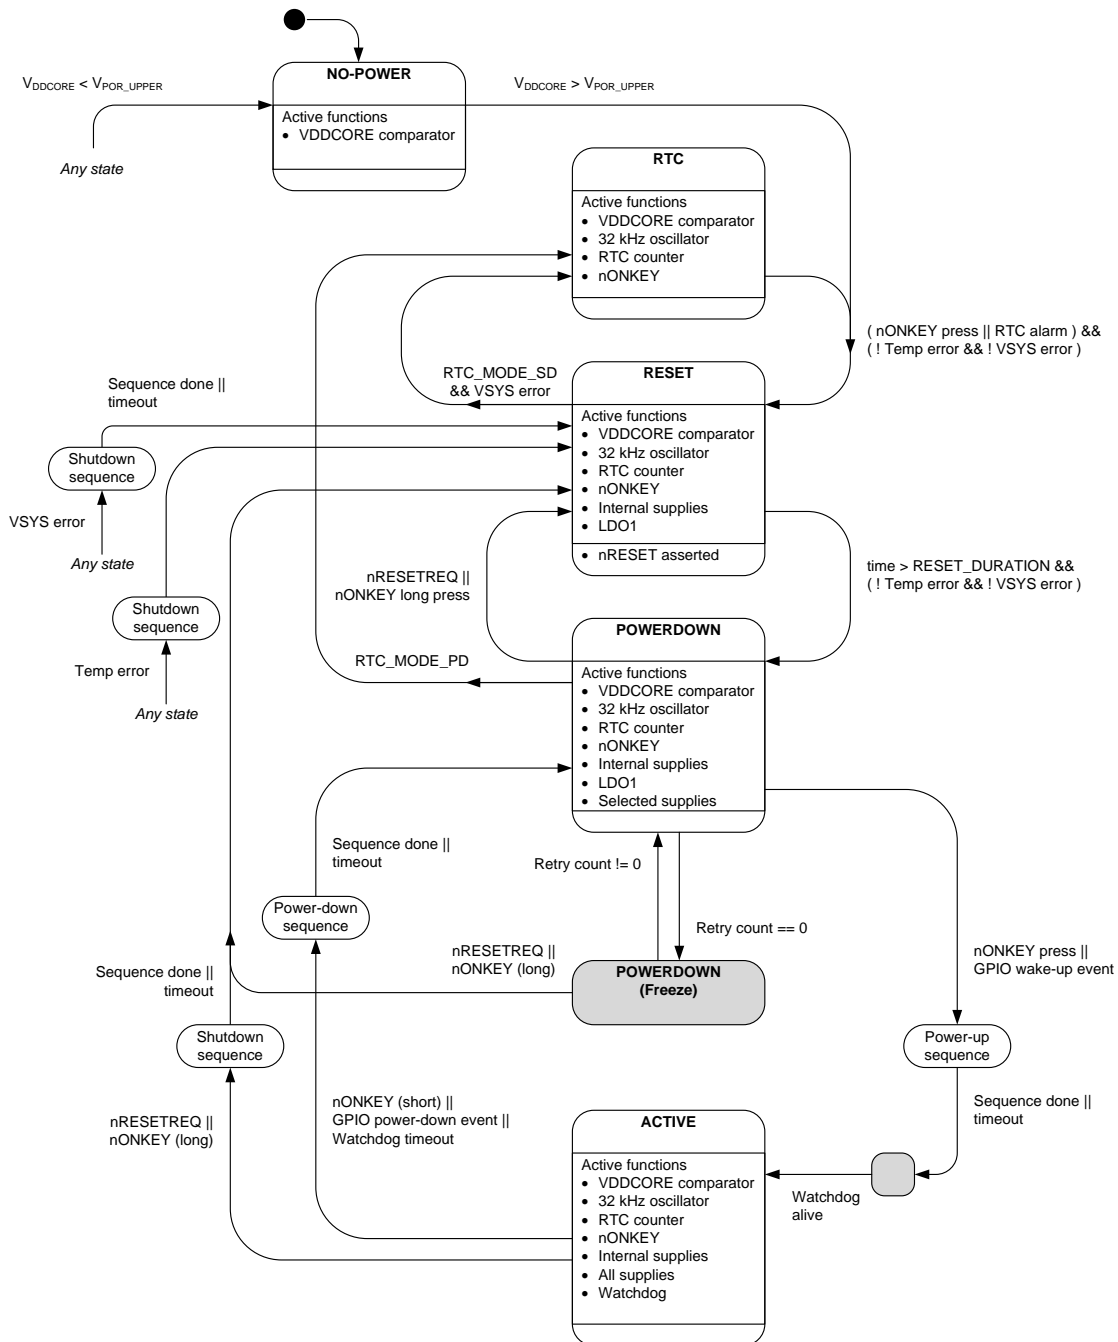 NO-POWER
VDDCORE < VPOR_UPPER
VDDCORE > VPOR_UPPER
Active functions
• VDDCORE comparator
Any state
RTC
Active functions
• VDDCORE comparator
• 32 kHz oscillator
• RTC counter
• nONKEY
( nONKEY press || RTC alarm ) &&
( ! Temp error && ! VSYS error )
RTC_MODE_SD
&& VSYS error
RESET
Sequence done ||
timeout
Active functions
• VDDCORE comparator
• 32 kHz oscillator
• RTC counter
• nONKEY
• Internal supplies
• LDO1
• nRESET asserted
Shutdown
sequence
VSYS error
Any state
nRESETREQ ||
nONKEY long press
time > RESET_DURATION &&
( ! Temp error && ! VSYS error )
Shutdown
sequence
Temp error
Any state
POWERDOWN
RTC_MODE_PD
Active functions
• VDDCORE comparator
• 32 kHz oscillator
• RTC counter
• nONKEY
• Internal supplies
• LDO1
• Selected supplies
Sequence done ||
timeout
Retry count != 0
Power-down
sequence
Retry count == 0
nRESETREQ ||
nONKEY (long)
POWERDOWN
(Freeze)
nONKEY press ||
GPIO wake-up event
Sequence done ||
timeout
Shutdown
sequence
Power-up
sequence
nRESETREQ ||
nONKEY (long)
nONKEY (short) ||
GPIO power-down event ||
Watchdog timeout
Sequence done ||
timeout
ACTIVE
Active functions
• VDDCORE comparator
• 32 kHz oscillator
• RTC counter
• nONKEY
• Internal supplies
• All supplies
• Watchdog
Watchdog
alive